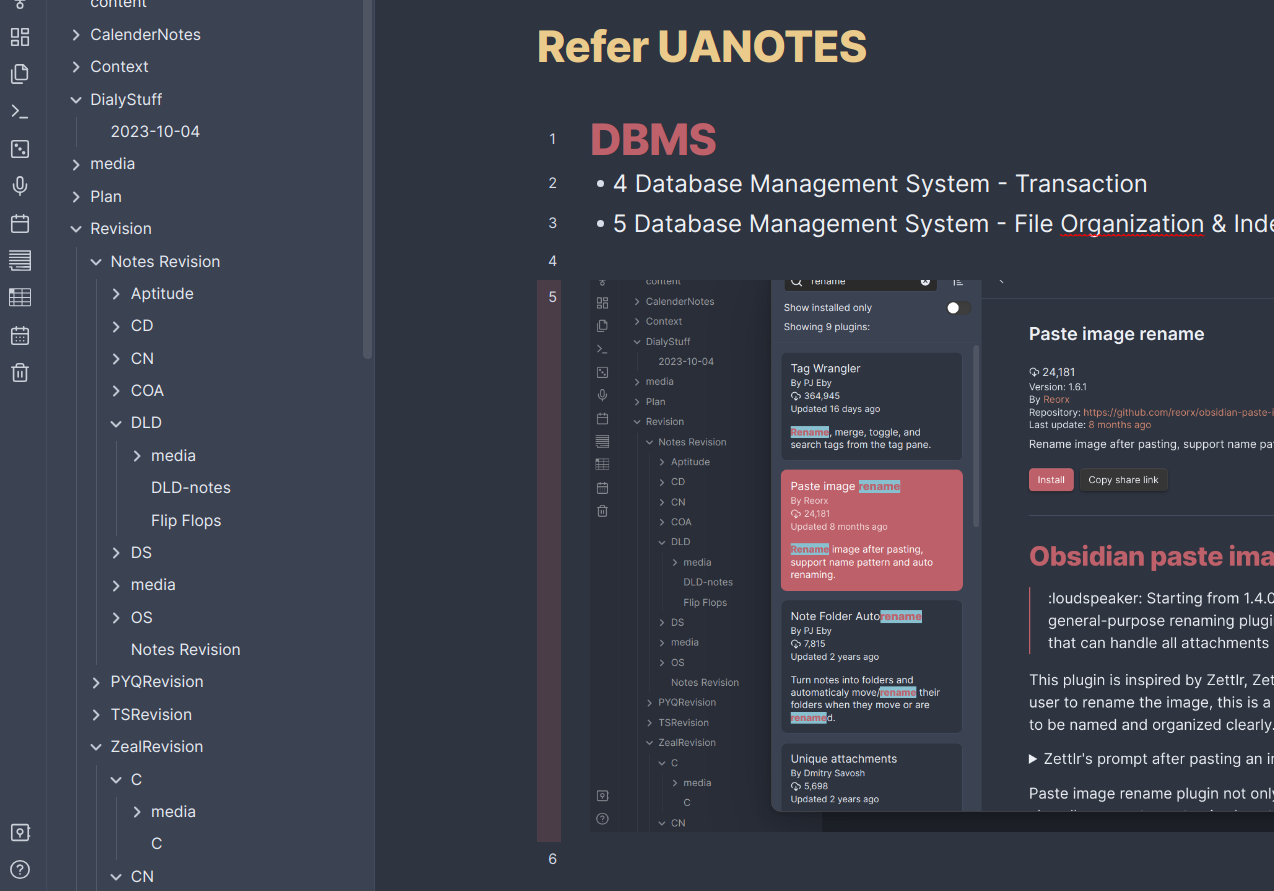 content
CalenderNotes
Context
DialyStuff
2023-10-04
media
Plan
Revision
Notes Revision
Aptitude
CD
CN
COA
DLD
media
DLD-notes
Flip Flops
DS
media
OS
Notes Revision
PYQRevision
TSRevision
ZealRevision
C
media
C
CN
Refer UANOTES
1
DBMS
2
• 4 Database Management System - Transaction
3
• 5 Database Management System - File Organization & Inde
4
5
content
CalenderNotes
Context
DialyStuff
2023-10-04
media
Plan
Revision
Notes Revision
Aptitude
CD
CN
COA
DLD
media
DLD-notes
Flip Flops
DS
media
OS
Notes Revision
PYQRevision
TSRevision
ZealRevision
C
media
C
CN
rename
Show installed only
Showing 9 plugins:
Tag Wrangler
By PJ Eby
364,945
Updated 16 days ago
Rename, merge, toggle, and
search tags from the tag pane.
Paste image rename
By Reorx
24,181
Updated 8 months ago
Rename image after pasting,
support name pattern and auto
renaming.
Note Folder Autorename
By PJ Eby
7,815
Updated 2 years ago
Turn notes into folders and
automaticaly move/rename their
folders when they move or are
renamed.
Unique attachments
By Dmitry Savosh
5,698
Updated 2 years ago
Paste image rename
24,181
Version: 1.6.1
By Reorx
Repository: https://github.com/reorx/obsidian-paste-i
Last update: 8 months ago
Rename image after pasting, support name pa
Install
Copy share link
Obsidian paste ima
:loudspeaker: Starting from 1.4.0
general-purpose renaming plugi
that can handle all attachments
This plugin is inspired by Zettlr, Zet
user to rename the image, this is a
to be named and organized clearly.
Zettlr's prompt after pasting an i
Paste image rename plugin not only
6